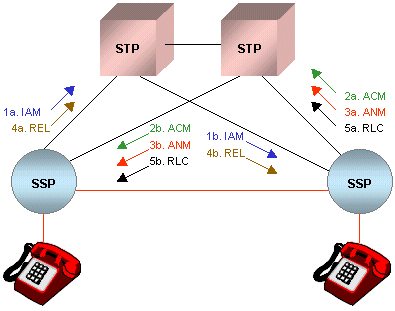 STP
STP
1a. IAM
4a. REL
2a. ACM
3a. ANM
5a. RLC
2b. ACM
3b. ANM
5b. RLC
1b. IAM
4b. REL
SSP
SSP